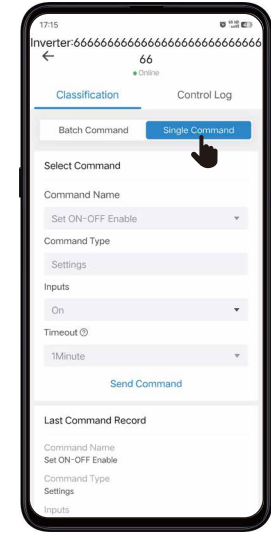 17:15
Inverter:66666666666666666666666666
66
Online
Classification Control Log
Batch Command Single Command
Select Command
Command Name
Set ON-OFF Enable
Command Type
Settings
Inputs
On
Timeout
1Minute
Send Command
Last Command Record
Command Name
Set ON-OFF Enable
Command Type
Settings
Inputs